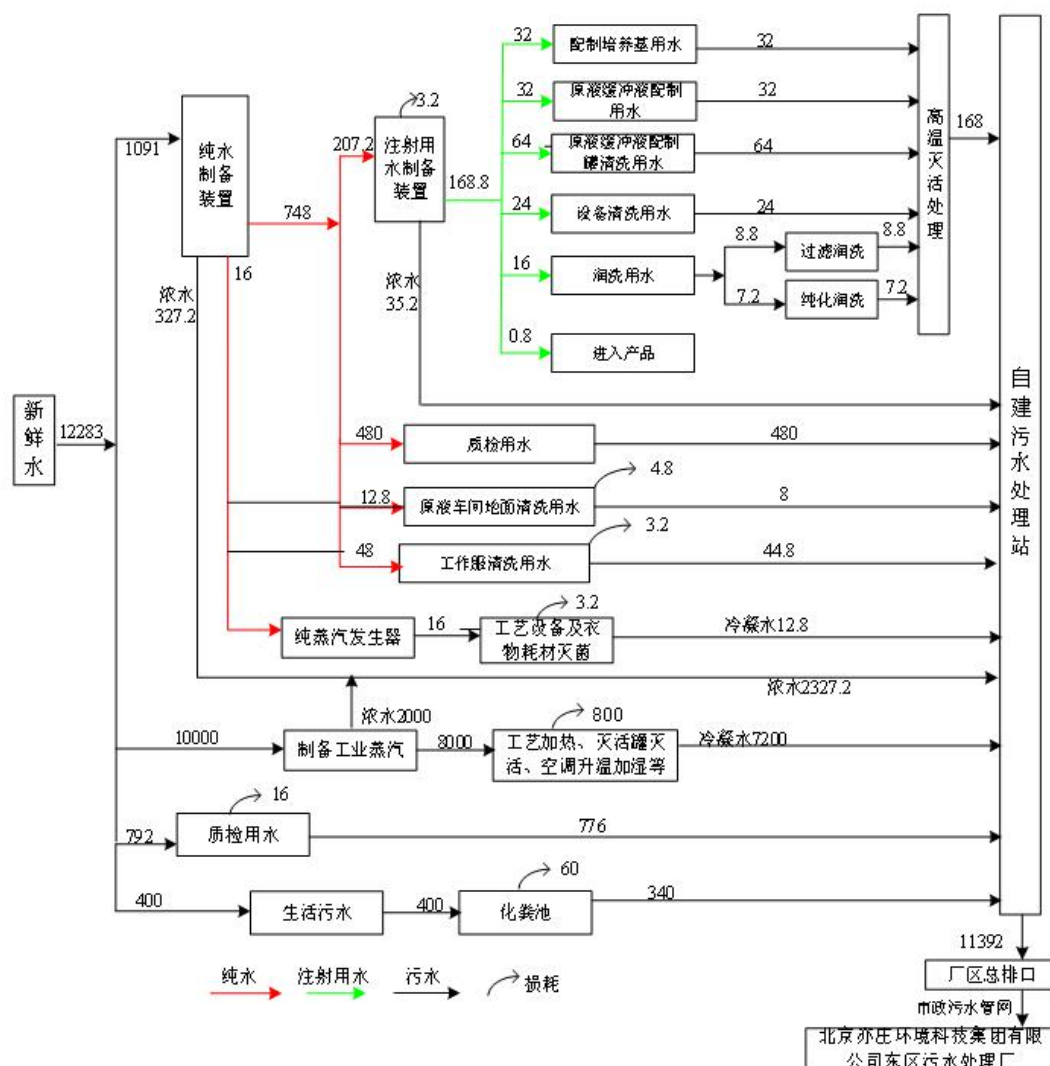 32
配制培养基用水
32
3.2
32
原液缓冲液配制
用水
32
1091
纯水
制备
装置
207.2
注射用
水制备
装置
168.8
64
原液缓冲液配制
罐清洗用水
64
高温灭活处理
168
748
24
设备清洗用水
24
16
浓水
327.2
浓水
35.2
16
润洗用水
8.8
过滤润洗
8.8
7.2
纯化润洗
7.2
0.8
进入产品
新鲜水
12283
自建污水处理站
480
质检用水
480
12.8
原液车间地面清洗用水
4.8
8
48
工作服清洗用水
3.2
44.8
纯蒸汽发生器
16
工艺设备及衣
物耗材灭菌
3.2
冷凝水12.8
浓水2327.2
浓水2000
10000
制备工业蒸汽
8000
工艺加热、灭活罐灭
活、空调升温加湿等
800
冷凝水7200
792
质检用水
16
776
400
生活污水
400
化粪池
60
340
11392
纯水
注射用水
污水
损耗
厂区总排口
市政污水管网
北京亦庄环境科技集团有限
公司东区污水处理厂